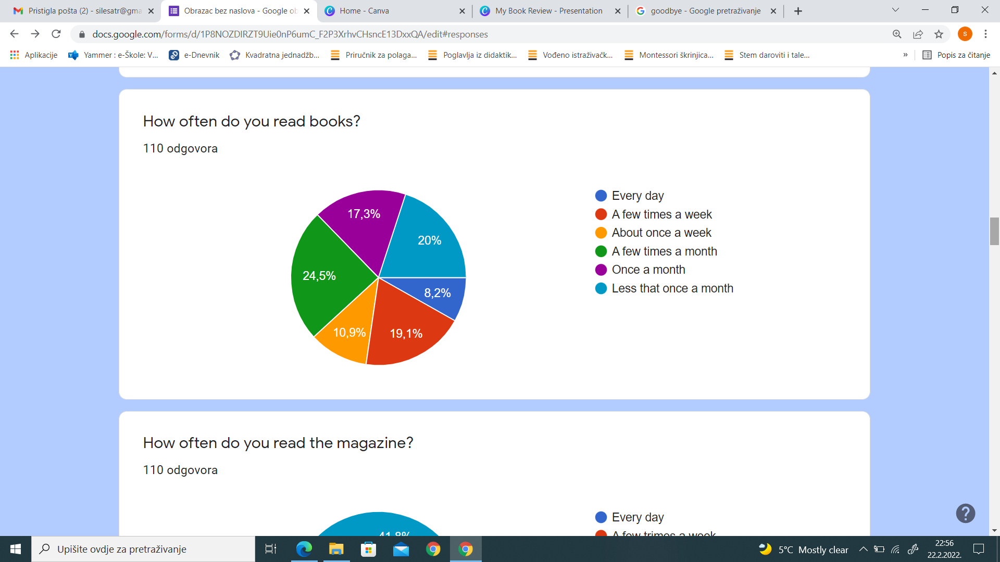 Pristigla pošta (2) - silesatr@gma
Obrazac bez naslova - Google ob
Home - Canva
My Book Review - Presentation
goodbye - Google pretraživanje
docs.google.com/forms/d/1P8NOZDIRZT9Uie0nP6umC_F2P3XrhvCHsncE13DxxQA/edit#responses
s
Aplikacije
Yammer : e-Škole: V...
e-Dnevnik
Kvadratna jednadžb...
Priručnik za polaga...
Poglavlja iz didaktik...
Vođeno istraživačk...
Montessori škrinjica...
Stem daroviti i tale...
»
Popis za čitanje
How often do you read books?
110 odgovora
17,3%
20%
24,5%
8,2%
10,9%
19,1%
Every day
A few times a week
About once a week
A few times a month
Once a month
Less that once a month
How often do you read the magazine?
110 odgovora
41,8%
Every day
A few trimes a week
Upišite ovdje za pretraživanje
5°C Mostly clear
22:56
22.2.2022.